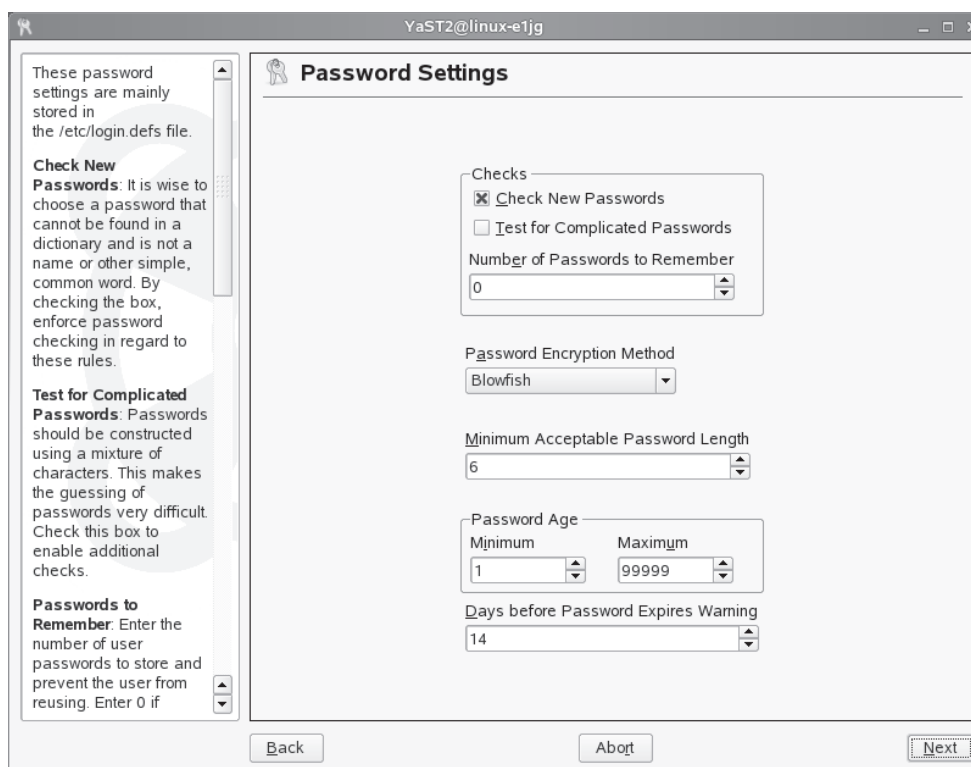 YaST2@linux-e1jg
These password
settings are mainly
stored in
the /etc/login.defs file.
Check New
Passwords: It is wise to
choose a password that
cannot be found in a
dictionary and is not a
name or other simple,
common word. By
checking the box,
enforce password
checking in regard to
these rules.
Test for Complicated
Passwords: Passwords
should be constructed
using a mixture of
characters. This makes
the guessing of
passwords very difficult.
Check this box to
enable additional
checks.
Passwords to
Remember: Enter the
number of user
passwords to store and
prevent the user from
reusing. Enter 0 if
Password Settings
Checks
Check New Passwords
Test for Complicated Passwords
Number of Passwords to Remember
0
Password Encryption Method
Blowfish
Minimum Acceptable Password Length
6
Password Age
Minimum Maximum
1 99999
Days before Password Expires Warning
14
Back Abort Next